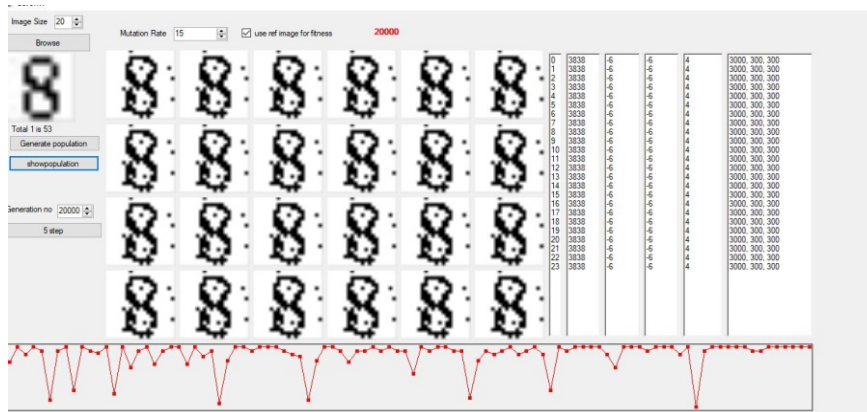 Image Size 20
Mutation Rate 15 use ref image for fitness 20000
Browse
8
Total 1 is 53
Generate population
showpopulation
Generation no 20000
5 step
0 3838 -6 -6 4 3000, 300, 300
1 3838 -6 -6 4 3000, 300, 300
2 3838 -6 -6 4 3000, 300, 300
3 3838 -6 -6 4 3000, 300, 300
4 3838 -6 -6 4 3000, 300, 300
5 3838 -6 -6 4 3000, 300, 300
6 3838 -6 -6 4 3000, 300, 300
7 3838 -6 -6 4 3000, 300, 300
8 3838 -6 -6 4 3000, 300, 300
9 3838 -6 -6 4 3000, 300, 300
10 3838 -6 -6 4 3000, 300, 300
11 3838 -6 -6 4 3000, 300, 300
12 3838 -6 -6 4 3000, 300, 300
13 3838 -6 -6 4 3000, 300, 300
14 3838 -6 -6 4 3000, 300, 300
15 3838 -6 -6 4 3000, 300, 300
16 3838 -6 -6 4 3000, 300, 300
17 3838 -6 -6 4 3000, 300, 300
18 3838 -6 -6 4 3000, 300, 300
19 3838 -6 -6 4 3000, 300, 300
20 3838 -6 -6 4 3000, 300, 300
21 3838 -6 -6 4 3000, 300, 300
22 3838 -6 -6 4 3000, 300, 300
23 3838 -6 -6 4 3000, 300, 300